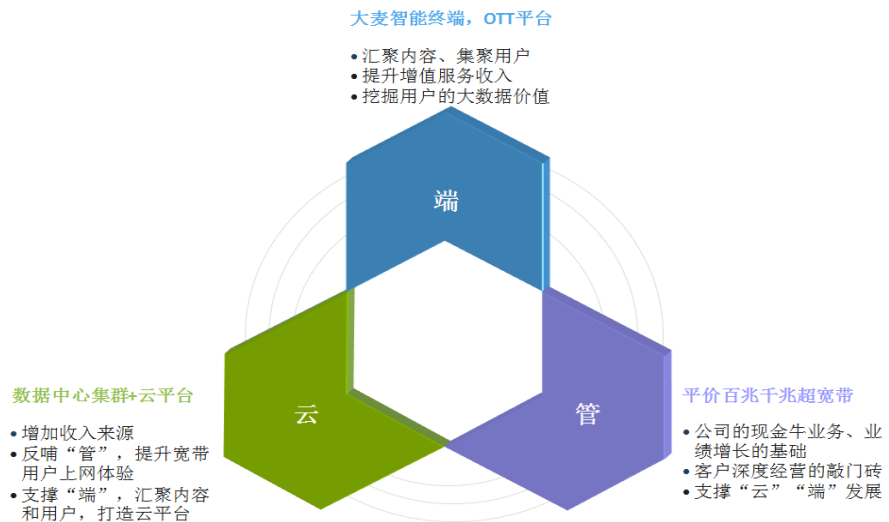 大麦智能终端，OTT平台
• 汇聚内容、集聚用户
• 提升增值服务收入
• 挖掘用户的大数据价值
端
云
管
数据中心集群+云平台
• 增加收入来源
• 反哺“管”，提升宽带
用户上网体验
• 支撑“端”，汇聚内容
和用户，打造云平台
平价百兆千兆超宽带
• 公司的现金牛业务、业
绩增长的基础
• 客户深度经营的敲门砖
• 支撑“云”“端”发展